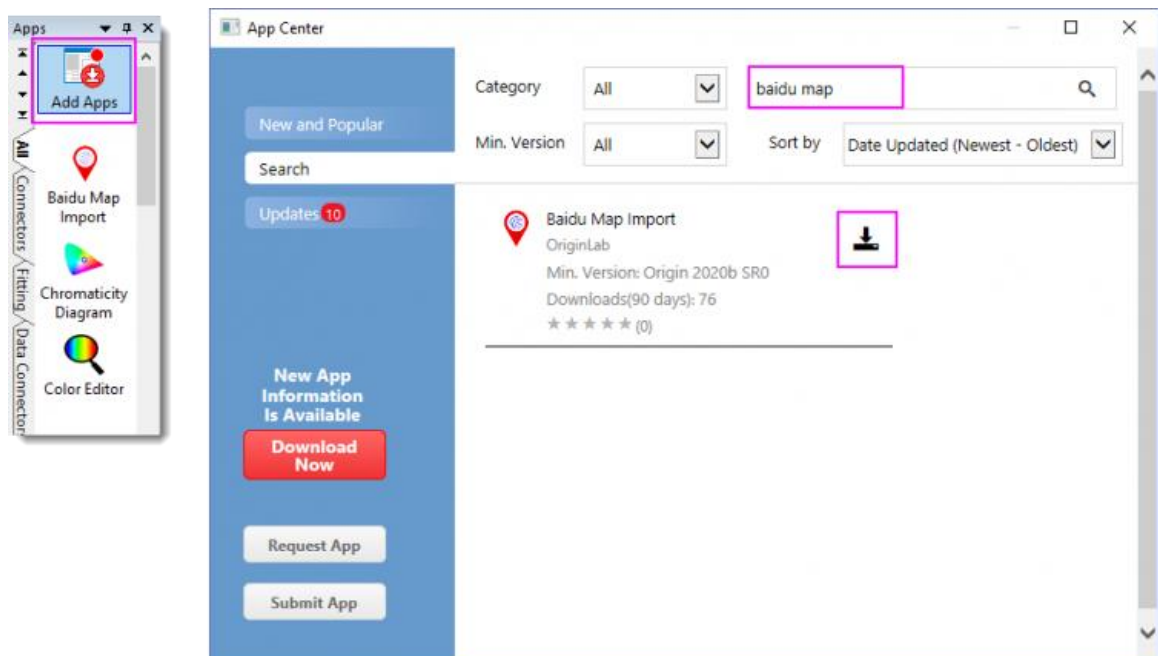 Apps
Add Apps
All
Connectors
Fitting
Data Connector
Baidu Map
Import
Chromaticity
Diagram
Color Editor
App Center
New and Popular
Search
Updates 10
New App
Information
Is Available
Download
Now
Request App
Submit App
Category All baidu map
Min. Version All Sort by Date Updated (Newest - Oldest)
Baidu Map Import
OriginLab
Min. Version: Origin 2020b SR0
Downloads(90 days): 76
★★★★★ (0)